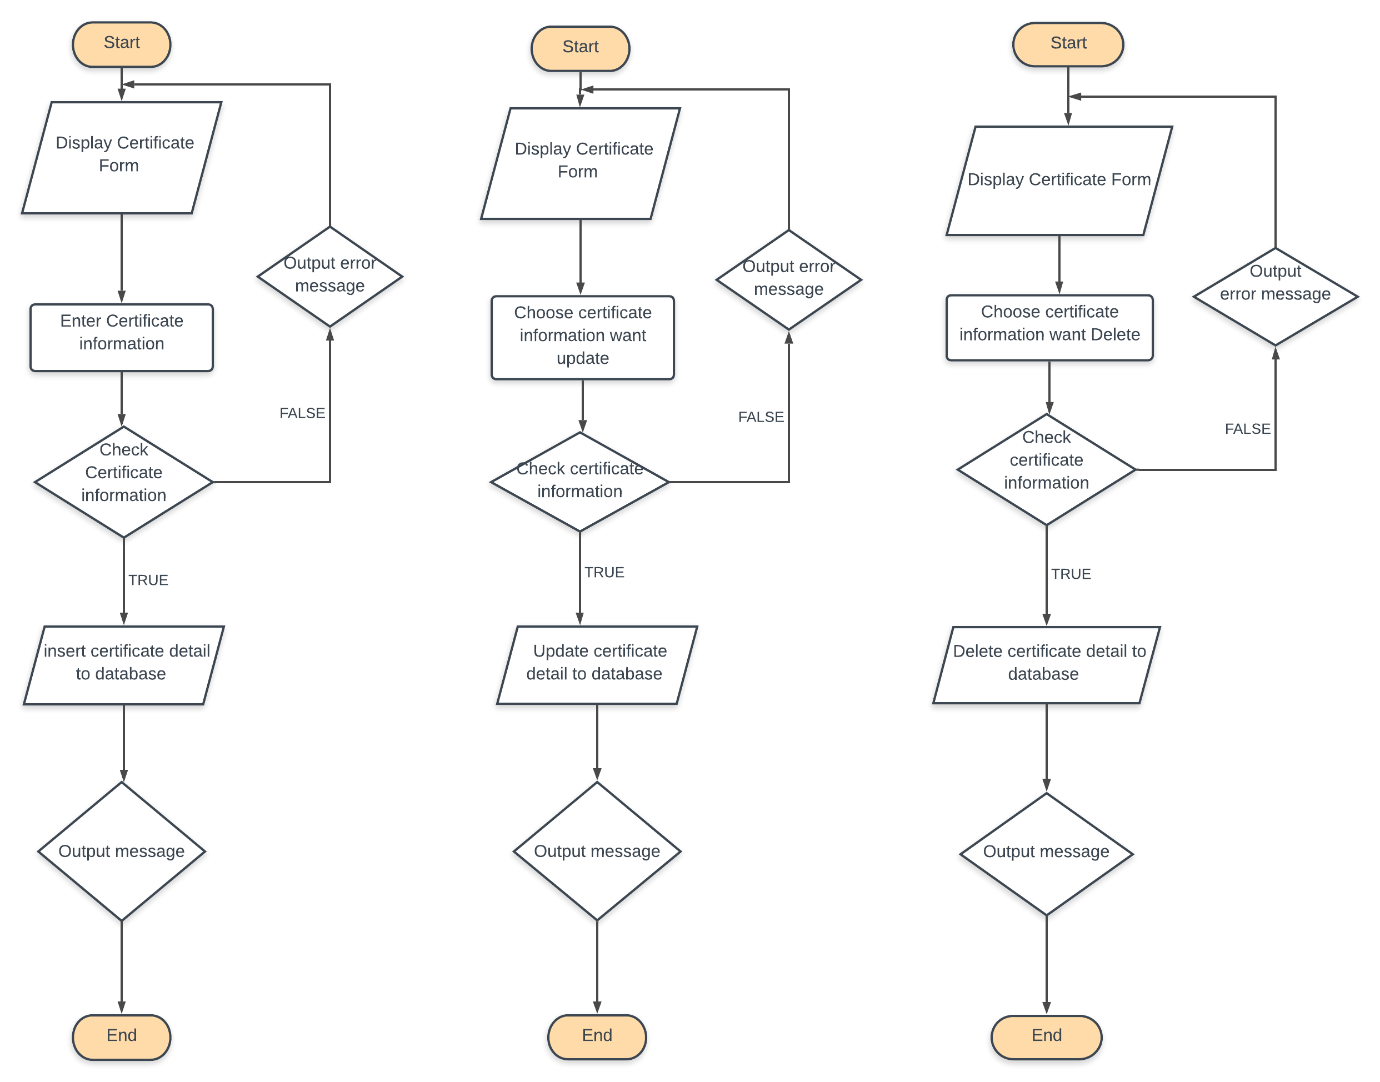 Start
Display Certificate
Form
Output error
message
Enter Certificate
information
FALSE
Check
Certificate
information
TRUE
insert certificate detail
to database
Output message
End
Start
Display Certificate
Form
Output error
message
Choose certificate
information want
update
FALSE
Check certificate
information
TRUE
Update certificate
detail to database
Output message
End
Start
Display Certificate Form
Output
error message
Choose certificate
information want Delete
FALSE
Check
certificate
information
TRUE
Delete certificate detail to
database
Output message
End